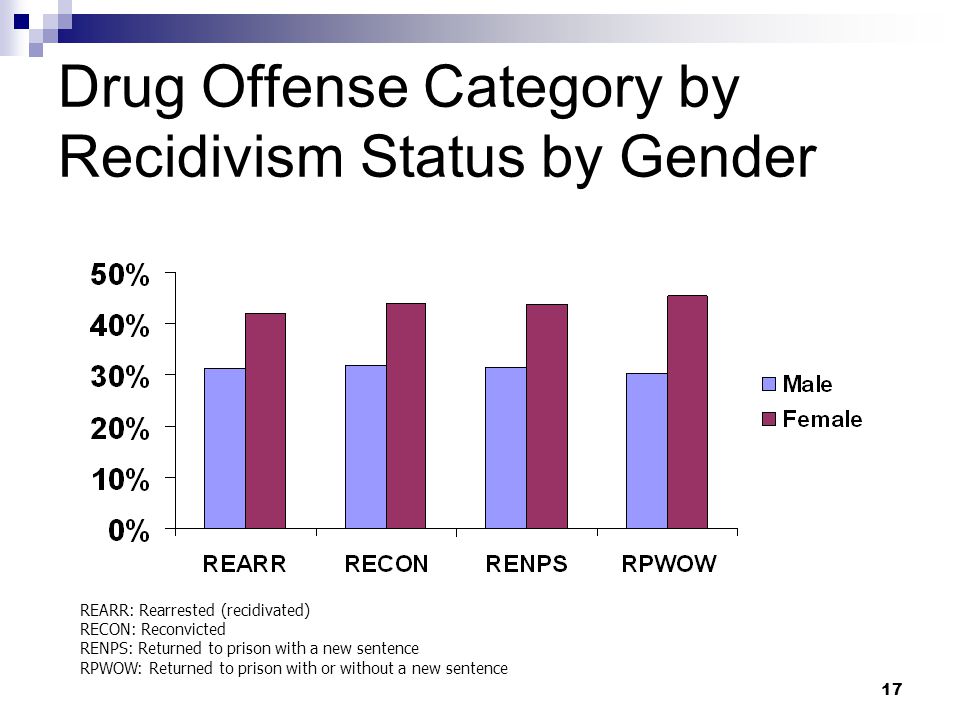 Drug Offense Category by
Recidivism Status by Gender
50%
40%
30%
20%
10%
0%
REARR RECON RENPS RPWOW
Male
Female
REARR: Rearrested (recidivated)
RECON: Reconvicted
RENPS: Returned to prison with a new sentence
RPWOW: Returned to prison with or without a new sentence
17